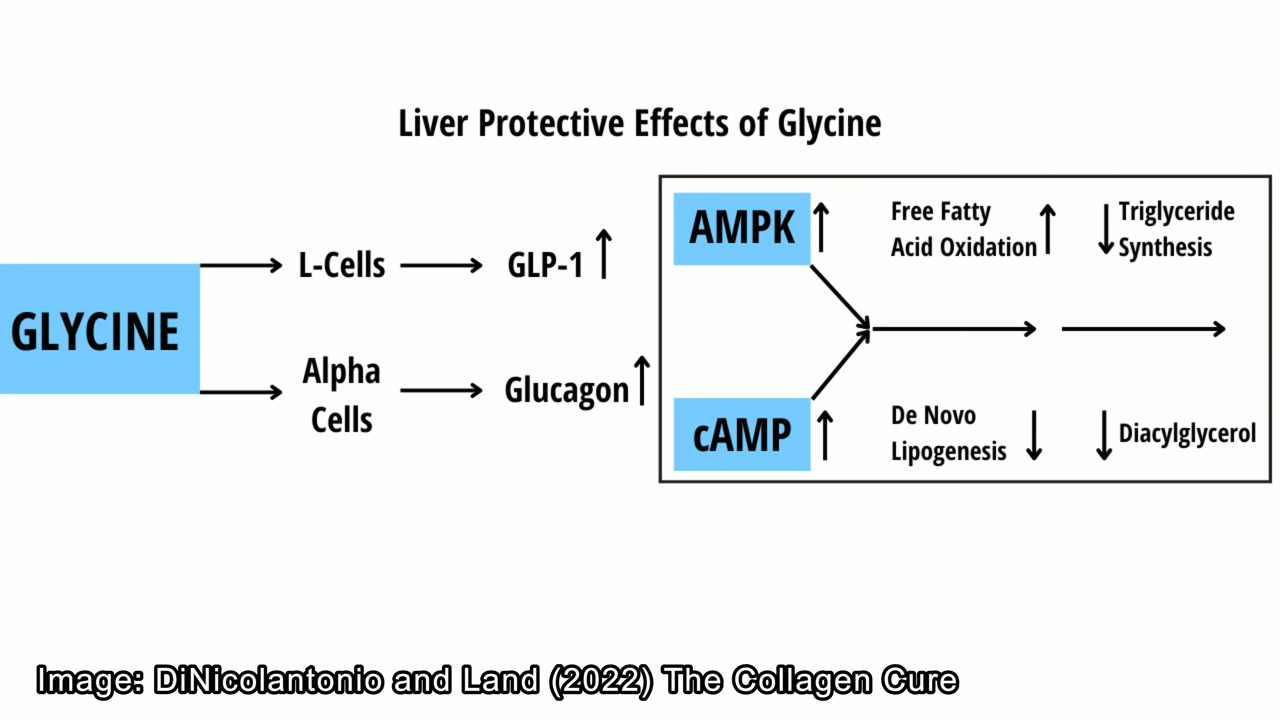 Liver Protective Effects of Glycine
GLYCINE
L-Cells
GLP-1
Alpha
Cells
Glucagon
AMPK
Free Fatty
Acid Oxidation
Triglyceride
Synthesis
cAMP
De Novo
Lipogenesis
Diacylglycerol
Image: DiNicolantonio and Land (2022) The Collagen Cure